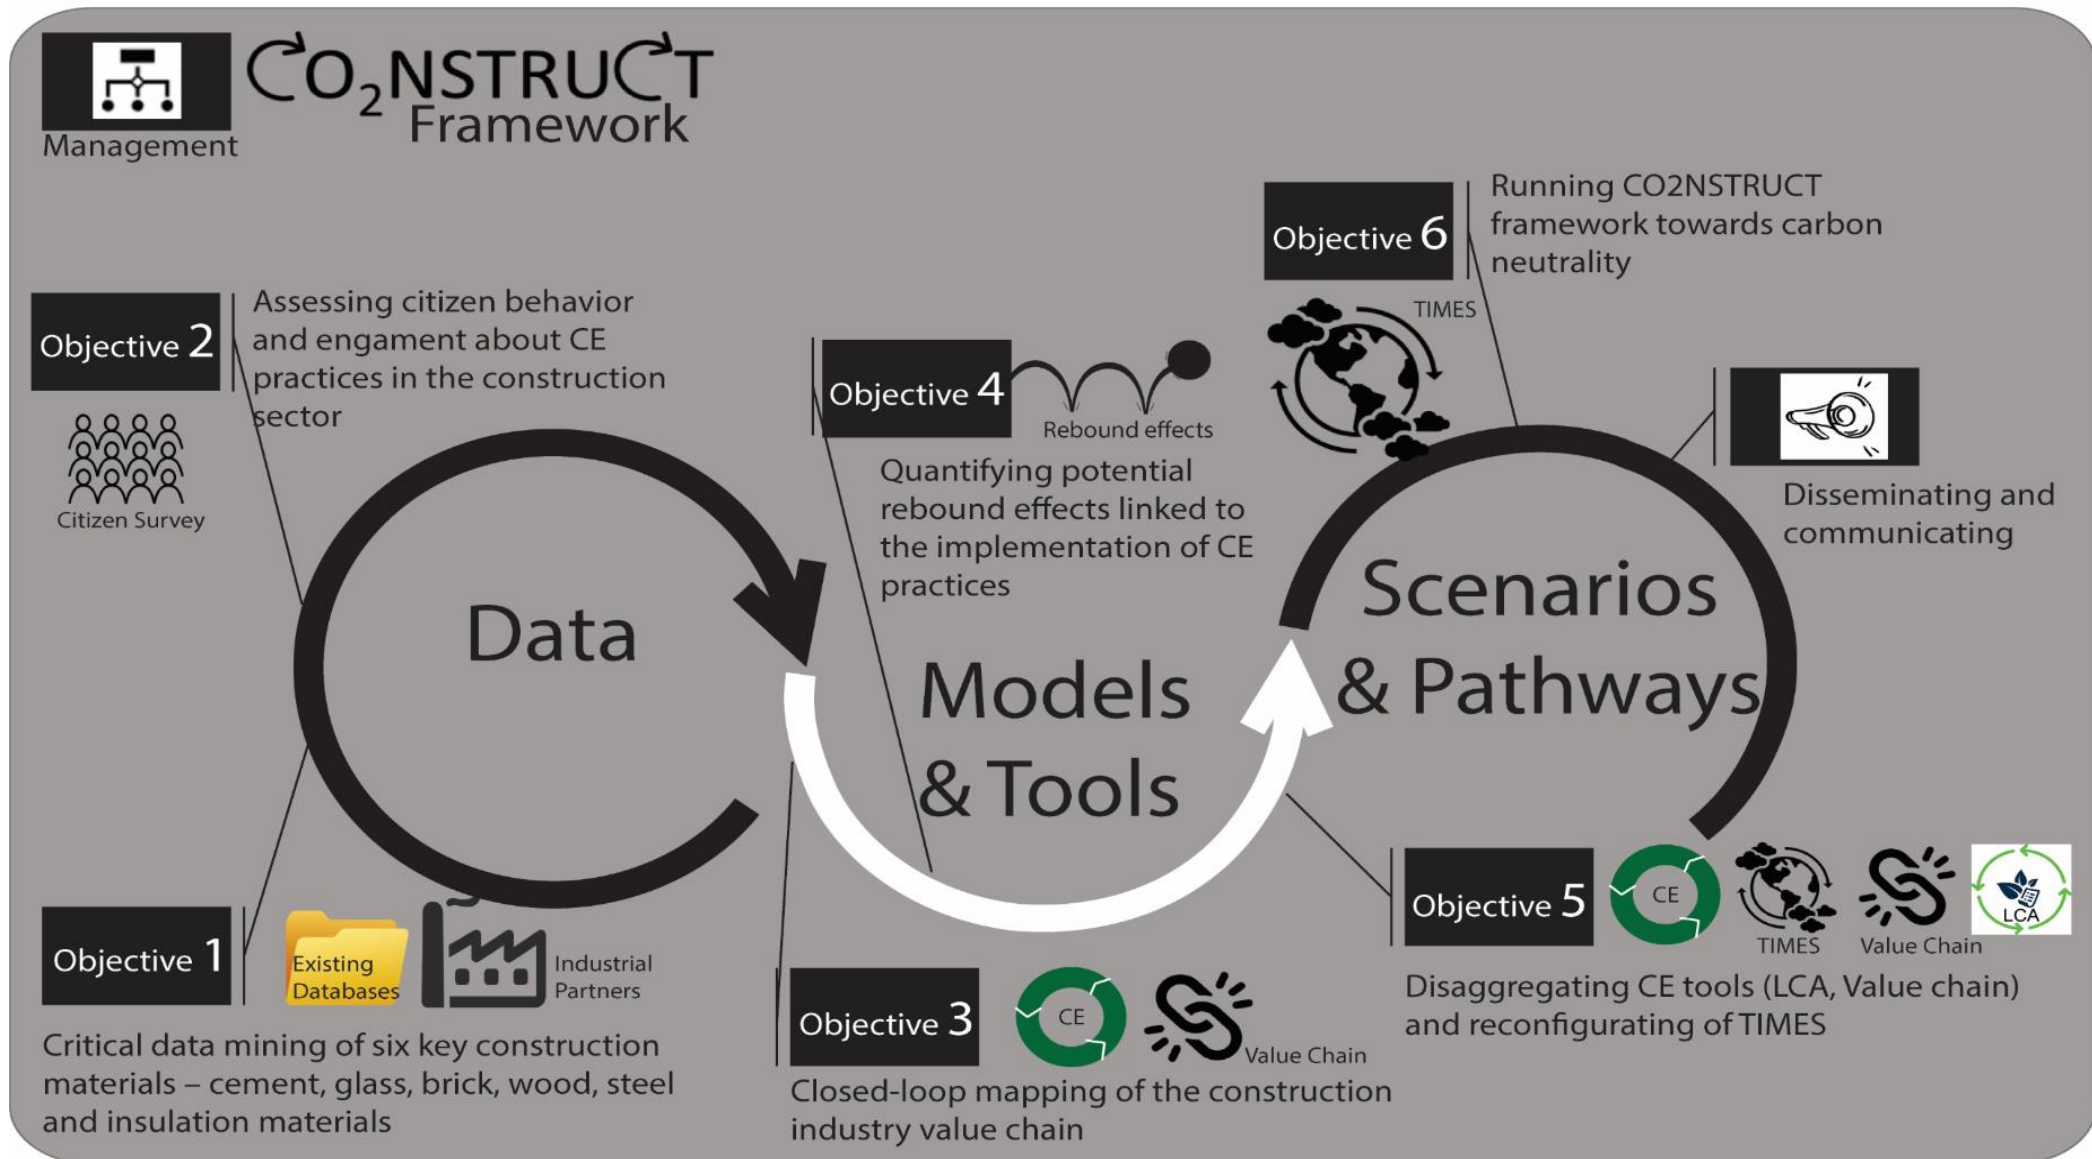 CO₂NSTRUCT
Framework
Management
Objective 2
Assessing citizen behavior
and engament about CE
practices in the construction
sector
Citizen Survey
Data
Objective 1
Existing
Databases
Industrial
Partners
Critical data mining of six key construction
materials – cement, glass, brick, wood, steel
and insulation materials
Objective 4
Rebound effects
Quantifying potential
rebound effects linked to
the implementation of CE
practices
Models
& Tools
Objective 3
CE
Value Chain
Closed-loop mapping of the construction
industry value chain
Objective 6
Running CO2NSTRUCT
framework towards carbon
neutrality
TIMES
Disseminating and
communicating
Scenarios
& Pathways
Objective 5
CE
TIMES
Value Chain
LCA
Disaggregating CE tools (LCA, Value chain)
and reconfigurating of TIMES